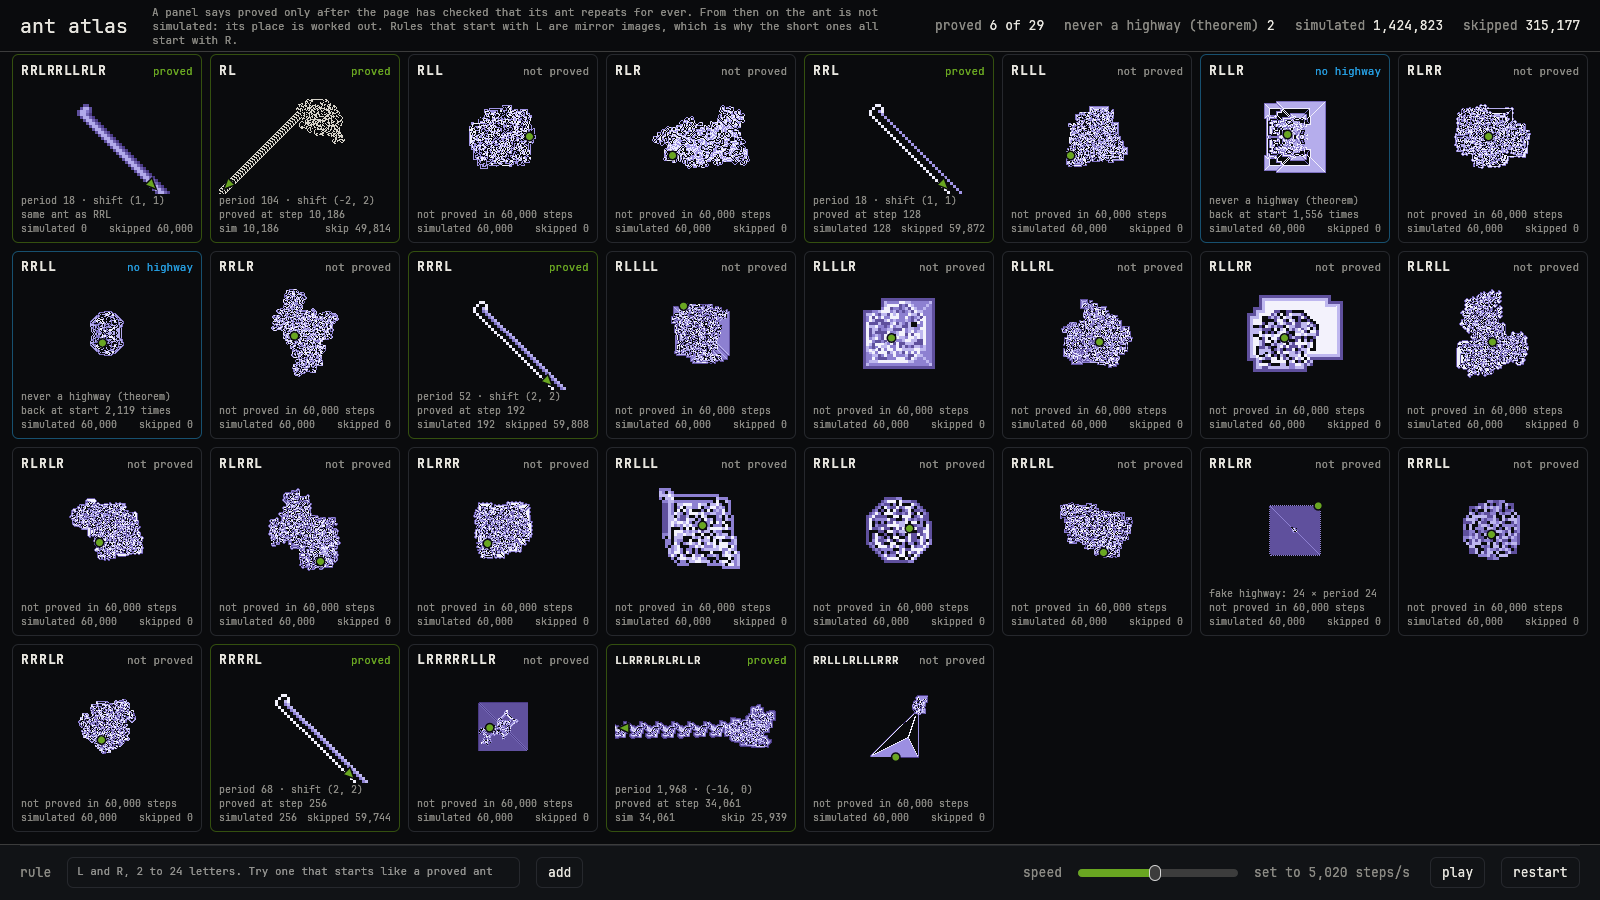 ant atlas
A panel says proved only after the page has checked that its ant repeats for ever. From then on the ant is not
simulated: its place is worked out. Rules that start with L are mirror images, which is why the short ones all
start with R.
proved 6 of 29 never a highway (theorem) 2 simulated 1,424,823 skipped 315,177
RRLRRLLRLR proved
period 18 · shift (1, 1)
same ant as RRL
simulated 0 skipped 60,000
RL proved
period 104 · shift (-2, 2)
proved at step 10,186
sim 10,186 skip 49,814
RLL not proved
not proved in 60,000 steps
simulated 60,000 skipped 0
RLR not proved
not proved in 60,000 steps
simulated 60,000 skipped 0
RRL proved
period 18 · shift (1, 1)
proved at step 128
simulated 128 skipped 59,872
RLLL not proved
not proved in 60,000 steps
simulated 60,000 skipped 0
RLLR no highway
never a highway (theorem)
back at start 1,556 times
simulated 60,000 skipped 0
RLRR not proved
not proved in 60,000 steps
simulated 60,000 skipped 0
RRLL no highway
never a highway (theorem)
back at start 2,119 times
simulated 60,000 skipped 0
RRLR not proved
not proved in 60,000 steps
simulated 60,000 skipped 0
RRRL proved
period 52 · shift (2, 2)
proved at step 192
simulated 192 skipped 59,808
RLLLL not proved
not proved in 60,000 steps
simulated 60,000 skipped 0
RLLLR not proved
not proved in 60,000 steps
simulated 60,000 skipped 0
RLLRL not proved
not proved in 60,000 steps
simulated 60,000 skipped 0
RLLRR not proved
not proved in 60,000 steps
simulated 60,000 skipped 0
RLRLL not proved
not proved in 60,000 steps
simulated 60,000 skipped 0
RLRLR not proved
not proved in 60,000 steps
simulated 60,000 skipped 0
RLRRL not proved
not proved in 60,000 steps
simulated 60,000 skipped 0
RLRRR not proved
not proved in 60,000 steps
simulated 60,000 skipped 0
RRLLL not proved
not proved in 60,000 steps
simulated 60,000 skipped 0
RRLLR not proved
not proved in 60,000 steps
simulated 60,000 skipped 0
RRLRL not proved
not proved in 60,000 steps
simulated 60,000 skipped 0
RRLRR not proved
fake highway: 24 × period 24
not proved in 60,000 steps
simulated 60,000 skipped 0
RRRLL not proved
not proved in 60,000 steps
simulated 60,000 skipped 0
RRRLR not proved
not proved in 60,000 steps
simulated 60,000 skipped 0
RRRRL proved
period 68 · shift (2, 2)
proved at step 256
simulated 256 skipped 59,744
LRRRRRLLR not proved
not proved in 60,000 steps
simulated 60,000 skipped 0
LLRRRLRLRLLR proved
period 1,968 · (-16, 0)
proved at step 34,061
sim 34,061 skip 25,939
RRLLLRLLLRRR not proved
not proved in 60,000 steps
simulated 60,000 skipped 0
rule L and R, 2 to 24 letters. Try one that starts like a proved ant add speed set to 5,020 steps/s play restart